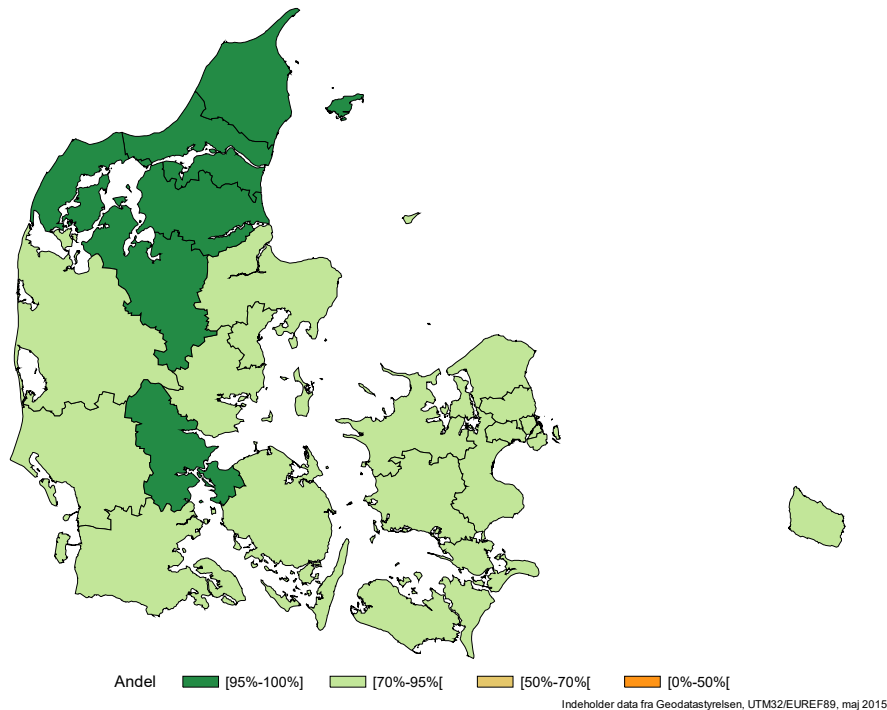 Andel [95%-100%] [70%-95%[ [50%-70%[ [0%-50%[
Indeholder data fra Geodatastyrelsen, UTM32/EUREF89, maj 2015